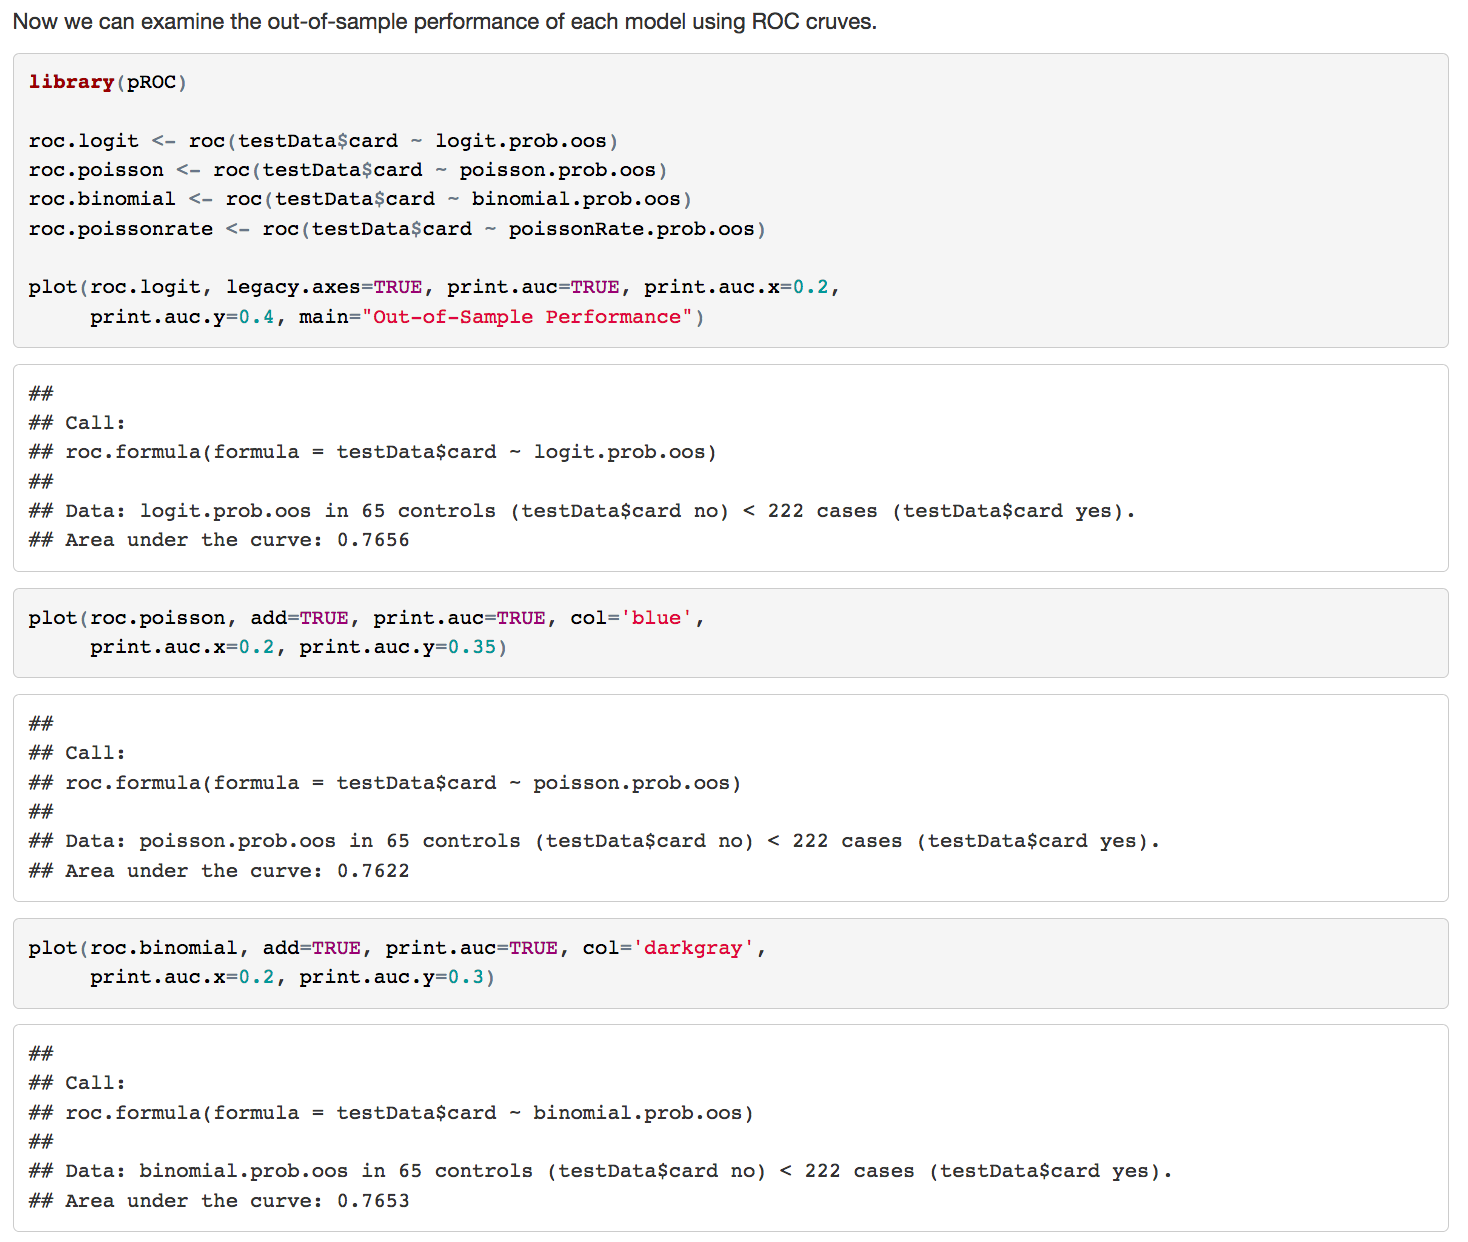 Now we can examine the out-of-sample performance of each model using ROC cruves.
library(pROC)
roc.logit <- roc(testData$card ~ logit.prob.oos)
roc.poisson <- roc(testData$card ~ poisson.prob.oos)
roc.binomial <- roc(testData$card ~ binomial.prob.oos)
roc.poissonrate <- roc(testData$card ~ poissonRate.prob.oos)
plot(roc.logit, legacy.axes=TRUE, print.auc=TRUE, print.auc.x=0.2,
     print.auc.y=0.4, main="Out-of-Sample Performance")
##
## Call:
## roc.formula(formula = testData$card ~ logit.prob.oos)
##
## Data: logit.prob.oos in 65 controls (testData$card no) < 222 cases (testData$card yes).
## Area under the curve: 0.7656
plot(roc.poisson, add=TRUE, print.auc=TRUE, col='blue',
     print.auc.x=0.2, print.auc.y=0.35)
##
## Call:
## roc.formula(formula = testData$card ~ poisson.prob.oos)
##
## Data: poisson.prob.oos in 65 controls (testData$card no) < 222 cases (testData$card yes).
## Area under the curve: 0.7622
plot(roc.binomial, add=TRUE, print.auc=TRUE, col='darkgray',
     print.auc.x=0.2, print.auc.y=0.3)
##
## Call:
## roc.formula(formula = testData$card ~ binomial.prob.oos)
##
## Data: binomial.prob.oos in 65 controls (testData$card no) < 222 cases (testData$card yes).
## Area under the curve: 0.7653